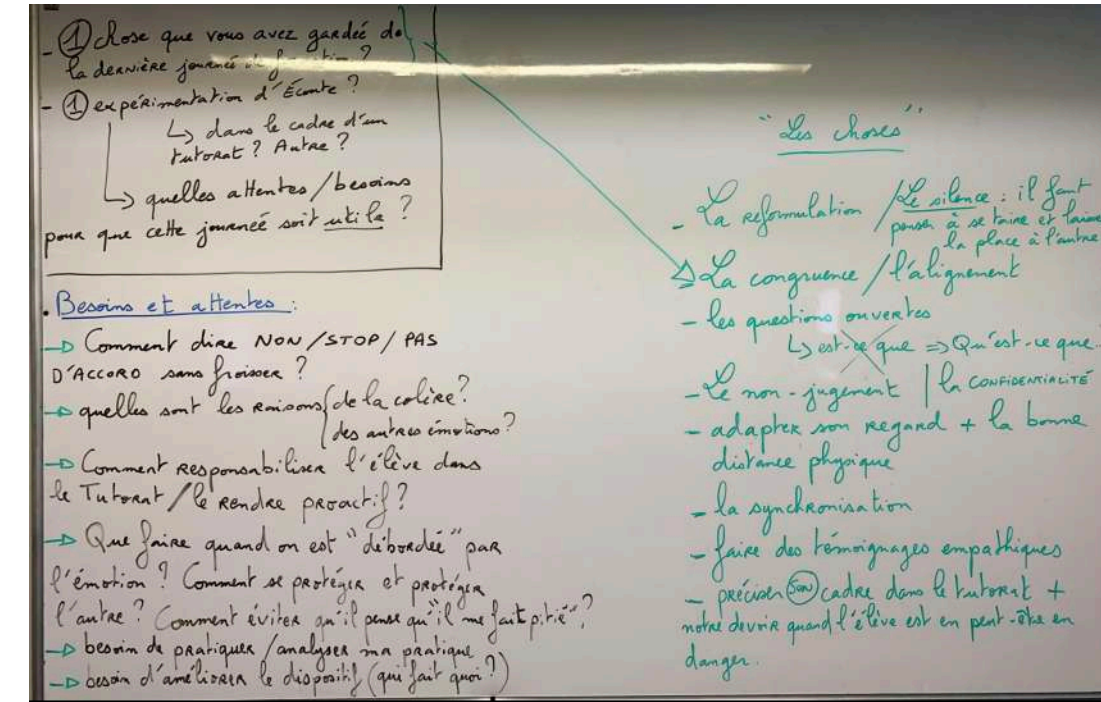 - ① chose que vous avez gardée de
la dernière journée de formation ?
- ① expérimentation d'Écoute ?
↳ dans le cadre d'un
tutorat ? Autre ?
↳ quelles attentes / besoins
pour que cette journeé soit utile ?
. Besoins et attentes :
→ Comment dire NON / STOP / PAS
D'ACCORD sans froisser ?
→ quelles sont les raisons { de la colère ?
des autres émotions ?
→ Comment responsabiliser l'élève dans
le Tutorat / le rendre proactif ?
→ Que faire quand on est "débordée" par
l'émotion ? Comment se protéger et protéger
l'autre ? Comment éviter qu'il pense qu'"il me fait pitié" ?
→ besoin de pratiquer / analyser ma pratique
→ besoin d'améliorer le dispositif (qui fait quoi ?)
"Les choses"
- La reformulation / Le silence : il faut
penser à se taire et laisser
la place à l'autre
La congruence / l'alignement
- les questions ouvertes
↳ est-ce que => Qu'est-ce que...
- Le non-jugement | la CONFIDENTIALITÉ
- adapter son regard + la bonne
distance physique
- la synchronisation
- faire des témoignages empathiques
- préciser SON cadre dans le tutorat +
notre devoir quand l'élève est en peut-être en
danger.